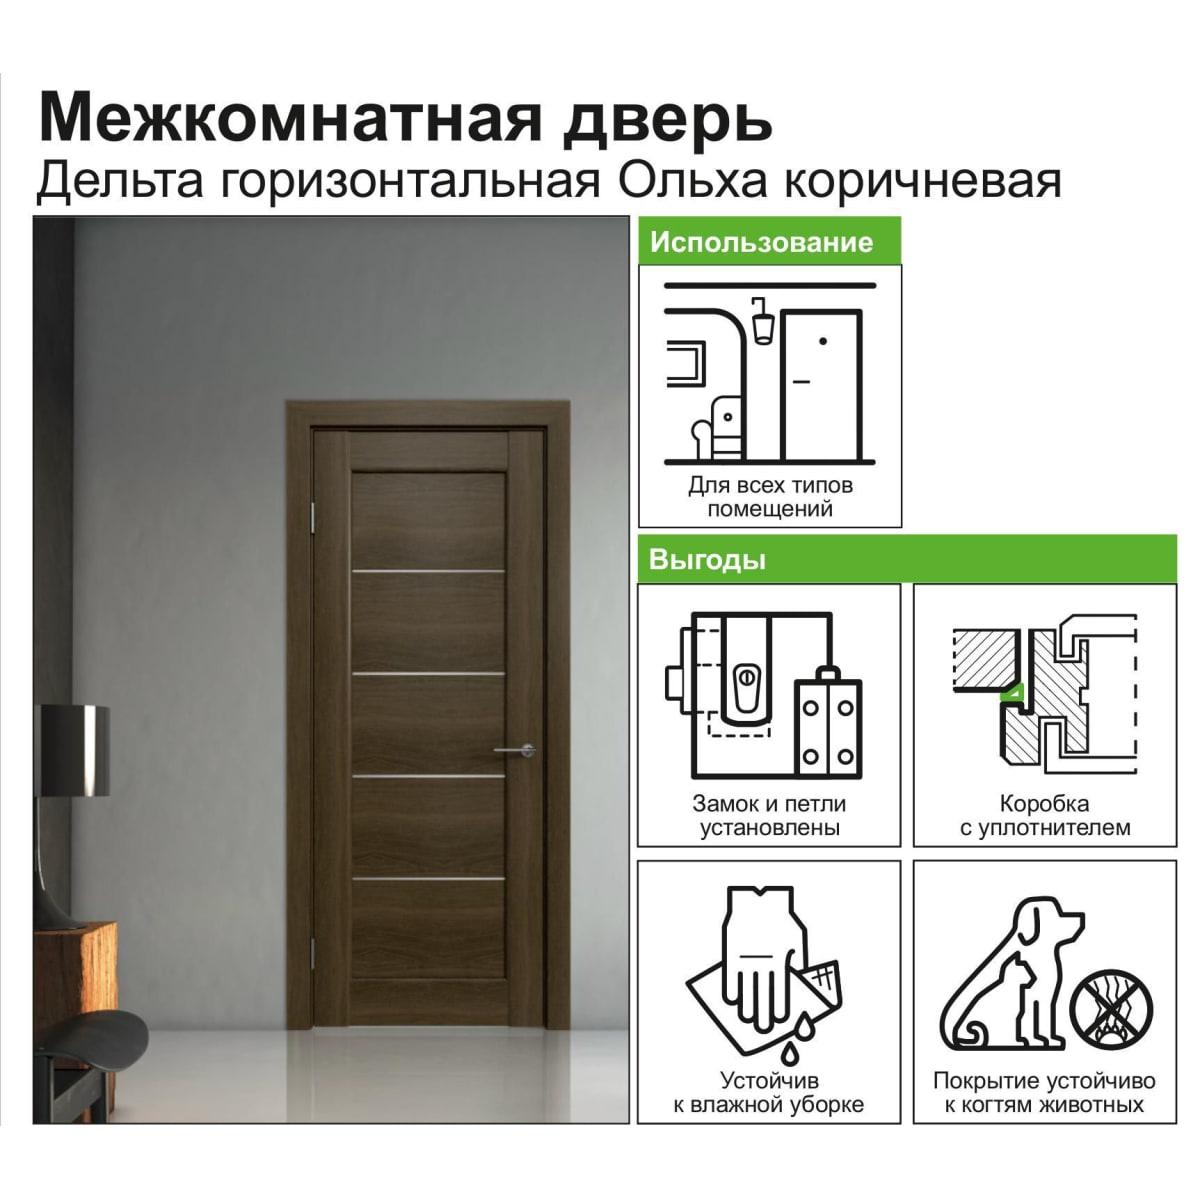 Межкомнатная дверь
Дельта горизонтальная Ольха коричневая
Использование
Для всех типов
помещений
Выгоды
Замок и петли
установлены
Коробка
с уплотнителем
Устойчив
к влажной уборке
Покрытие устойчиво
к когтям животных